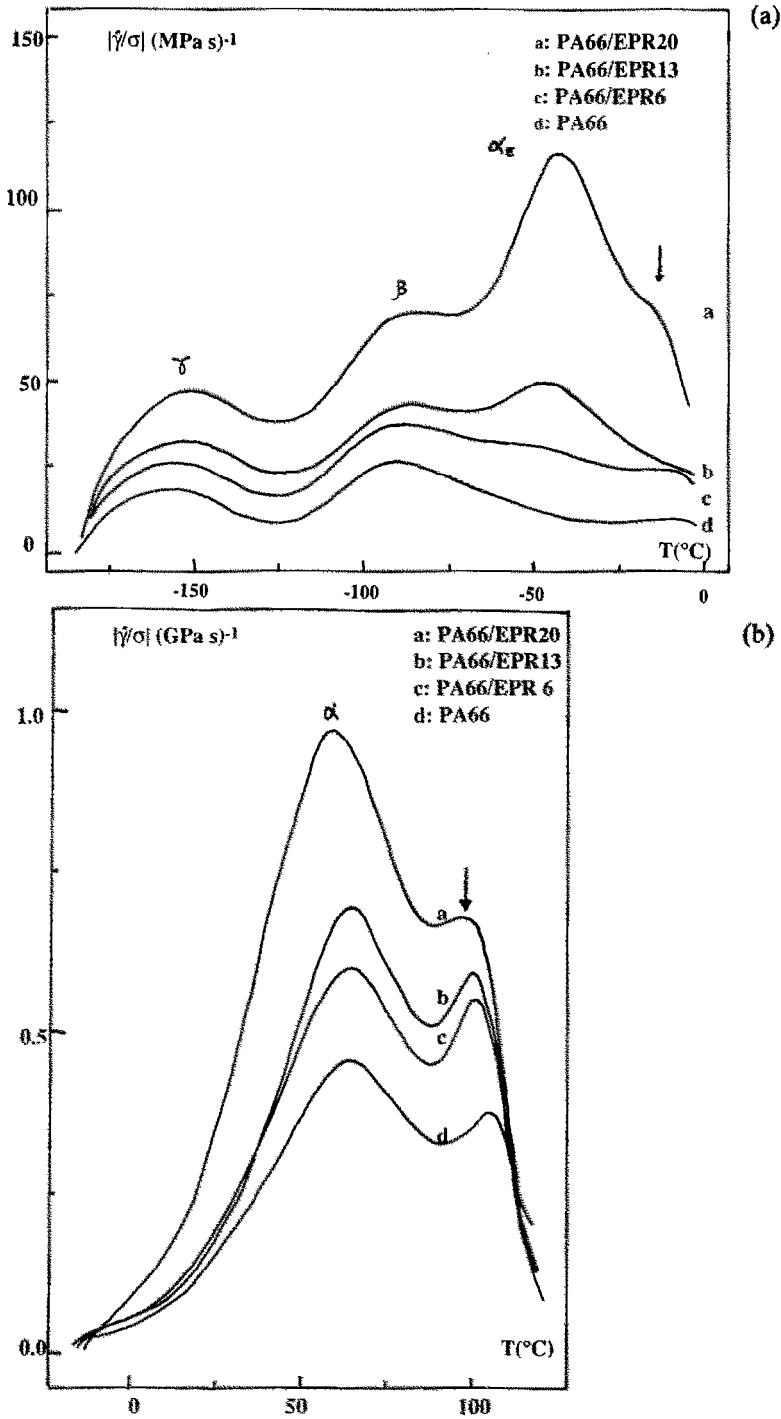 (a)
|γ̇/σ| (MPa s)-1
a: PA66/EPR20
b: PA66/EPR13
c: PA66/EPR6
d: PA66
150
100
50
0
γ
β
αE
a
b
c
d
T(°C)
-150
-100
-50
0
(b)
|γ̇/σ| (GPa s)-1
a: PA66/EPR20
b: PA66/EPR13
c: PA66/EPR 6
d: PA66
1.0
0.5
0.0
α
a
b
c
d
T(°C)
0
50
100